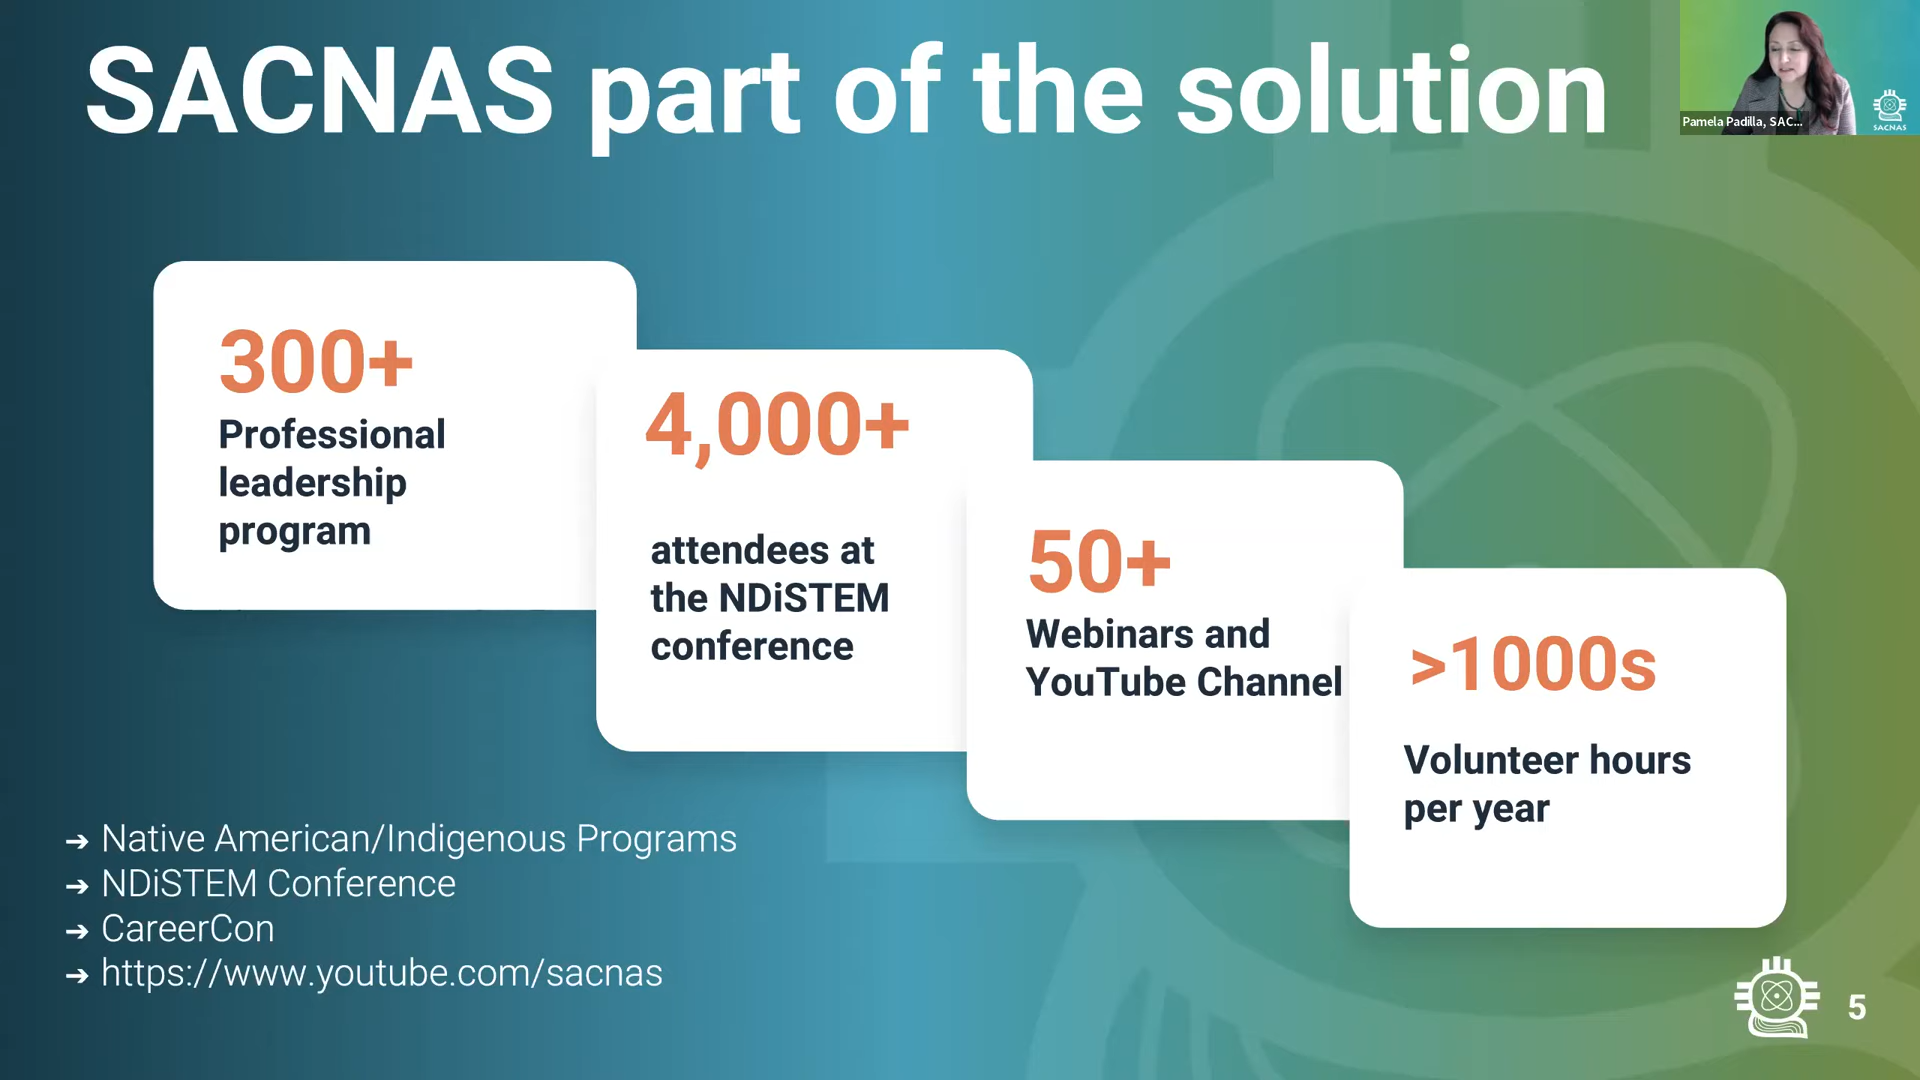 SACNAS part of the solution
Pamela Padilla, SAC...
SACNAS
300+
Professional
leadership
program
4,000+
attendees at
the NDiSTEM
conference
50+
Webinars and
YouTube Channel
>1000s
Volunteer hours
per year
➔ Native American/Indigenous Programs
➔ NDiSTEM Conference
➔ CareerCon
➔ https://www.youtube.com/sacnas
5